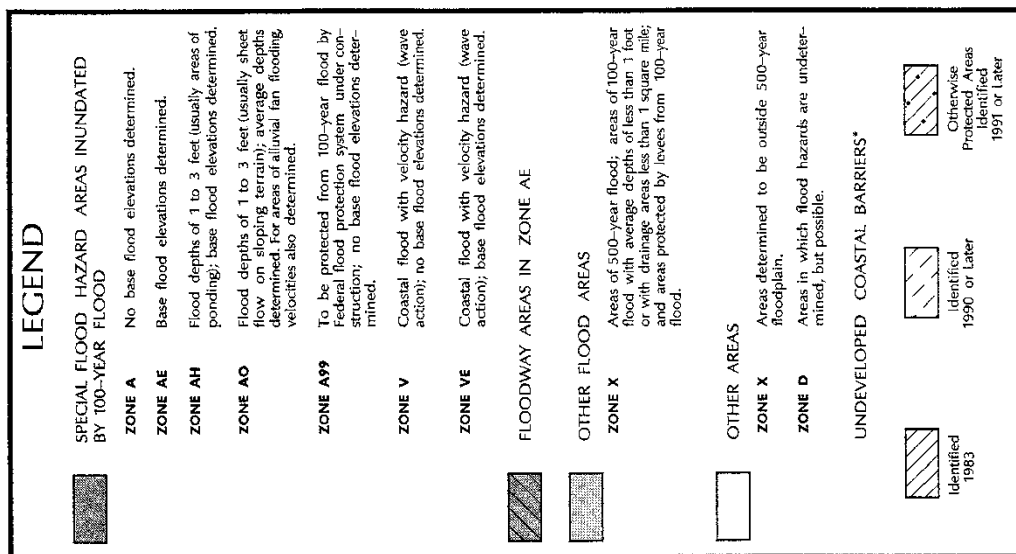 LEGEND
SPECIAL FLOOD HAZARD AREAS INUNDATED
BY 100-YEAR FLOOD
ZONE A No base flood elevations determined.
ZONE AE Base flood elevations determined.
ZONE AH Flood depths of 1 to 3 feet (usually areas of
ponding); base flood elevations determined.
ZONE AO Flood depths of 1 to 3 feet (usually sheet
flow on sloping terrain); average depths
determined. For areas of alluvial fan flooding,
velocities also determined.
ZONE A99 To be protected from 100-year flood by
Federal flood protection system under con-
struction; no base flood elevations deter-
mined.
ZONE V Coastal flood with velocity hazard (wave
action); no base flood elevations determined.
ZONE VE Coastal flood with velocity hazard (wave
action); base flood elevations determined.
FLOODWAY AREAS IN ZONE AE
OTHER FLOOD AREAS
ZONE X Areas of 500-year flood; areas of 100-year
flood with average depths of less than 1 foot
or with drainage areas less than 1 square mile;
and areas protected by levees from 100-year
flood.
OTHER AREAS
ZONE X Areas determined to be outside 500-year
floodplain.
ZONE D Areas in which flood hazards are undeter-
mined, but possible.
UNDEVELOPED COASTAL BARRIERS*
Identified
1983
Identified
1990 or Later
Otherwise
Protected Areas
Identified
1991 or Later